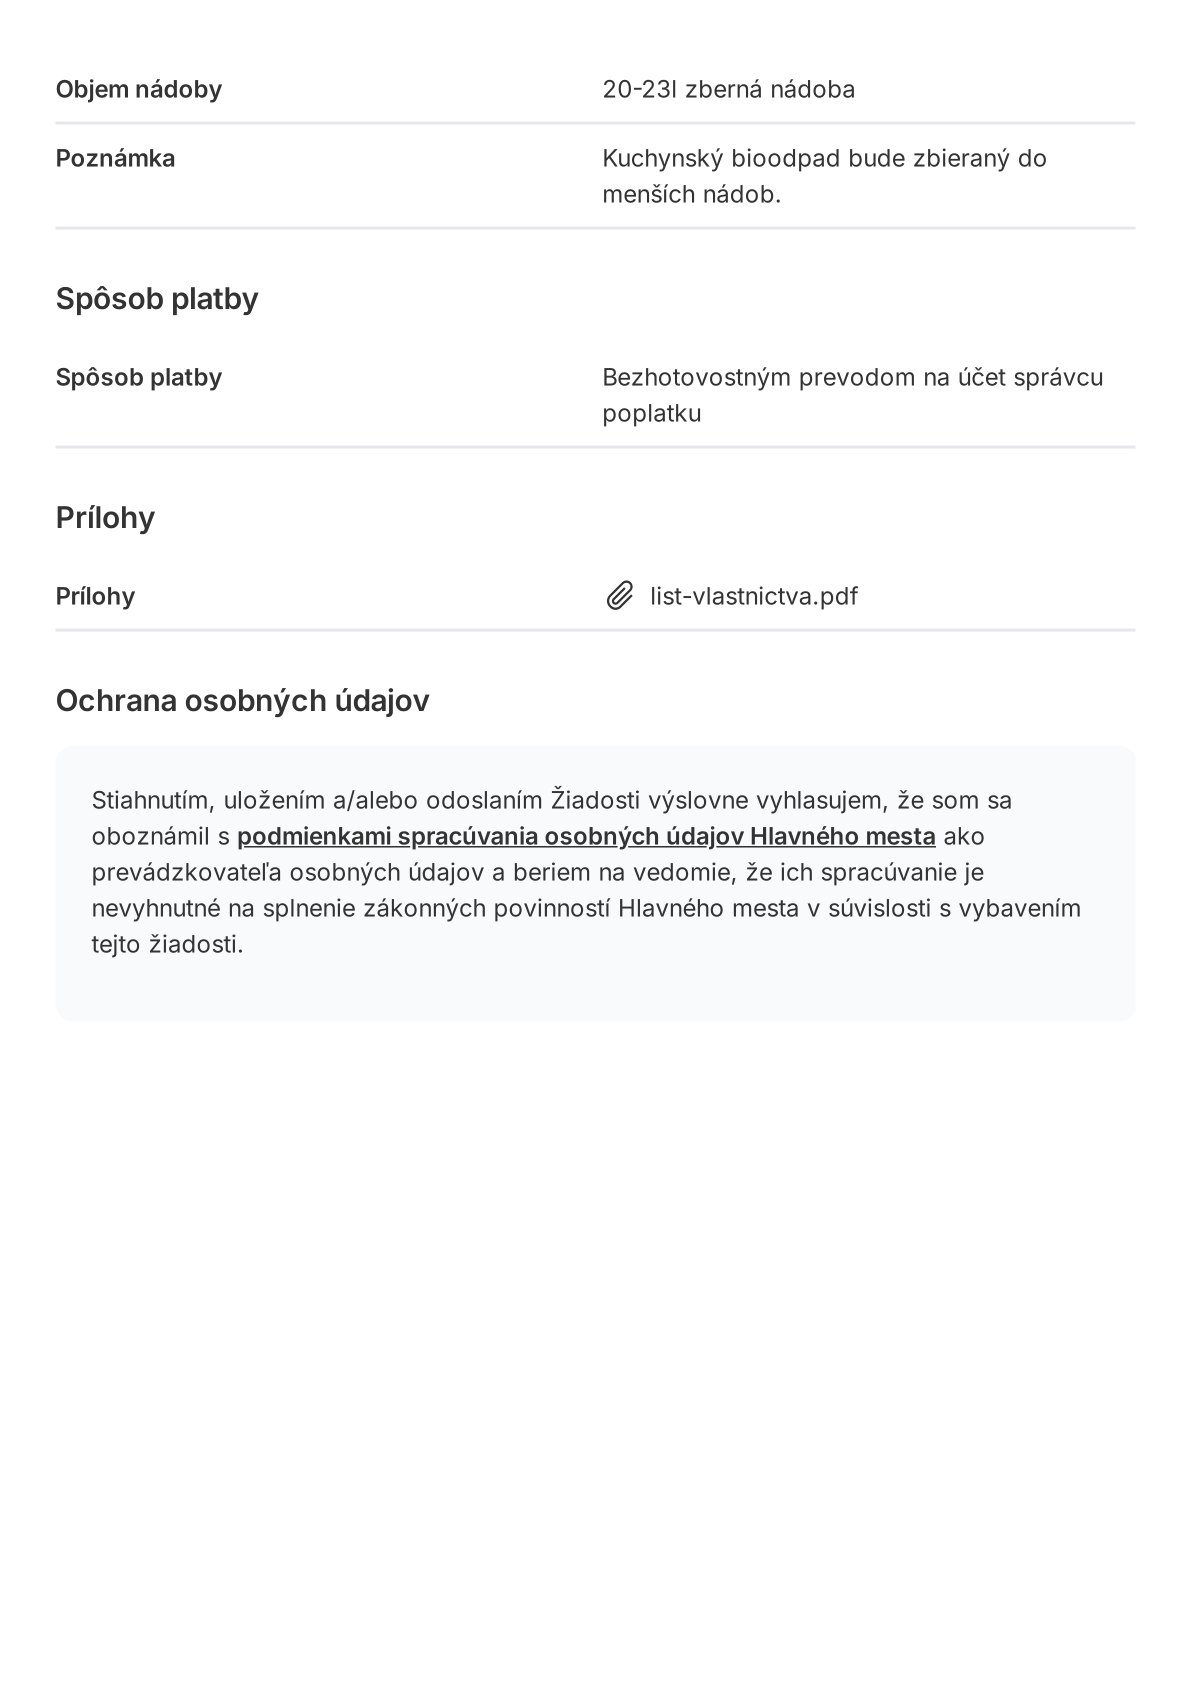 Objem nádoby 20-23l zberná nádoba
Poznámka Kuchynský bioodpad bude zbieraný do
menších nádob.
Spôsob platby
Spôsob platby Bezhotovostným prevodom na účet správcu
poplatku
Prílohy
Prílohy list-vlastnictva.pdf
Ochrana osobných údajov
Stiahnutím, uložením a/alebo odoslaním Žiadosti výslovne vyhlasujem, že som sa
oboznámil s podmienkami spracúvania osobných údajov Hlavného mesta ako
prevádzkovateľa osobných údajov a beriem na vedomie, že ich spracúvanie je
nevyhnutné na splnenie zákonných povinností Hlavného mesta v súvislosti s vybavením
tejto žiadosti.